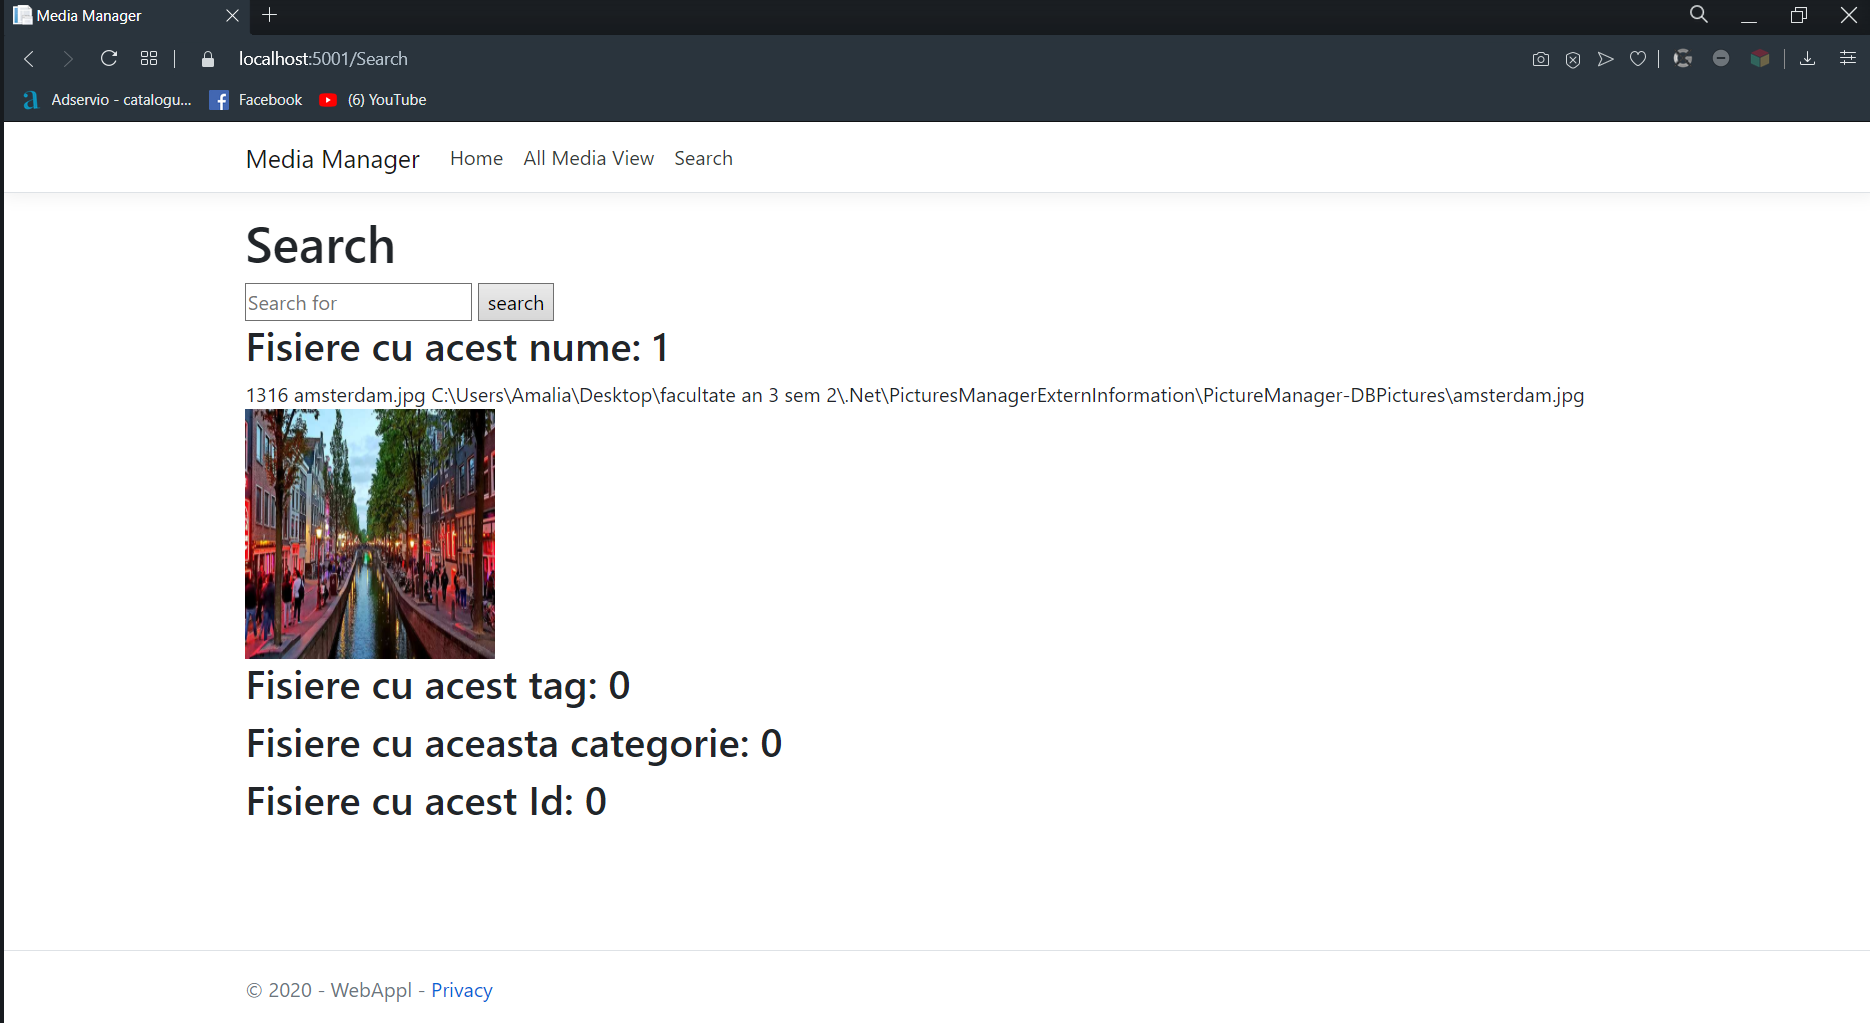 Media Manager
localhost:5001/Search
Adservio - catalogu... Facebook (6) YouTube
Media Manager Home All Media View Search
Search
Search for search
Fisiere cu acest nume: 1
1316 amsterdam.jpg C:\Users\Amalia\Desktop\facultate an 3 sem 2\.Net\PicturesManagerExternInformation\PictureManager-DBPictures\amsterdam.jpg
Fisiere cu acest tag: 0
Fisiere cu aceasta categorie: 0
Fisiere cu acest Id: 0
© 2020 - WebAppl - Privacy